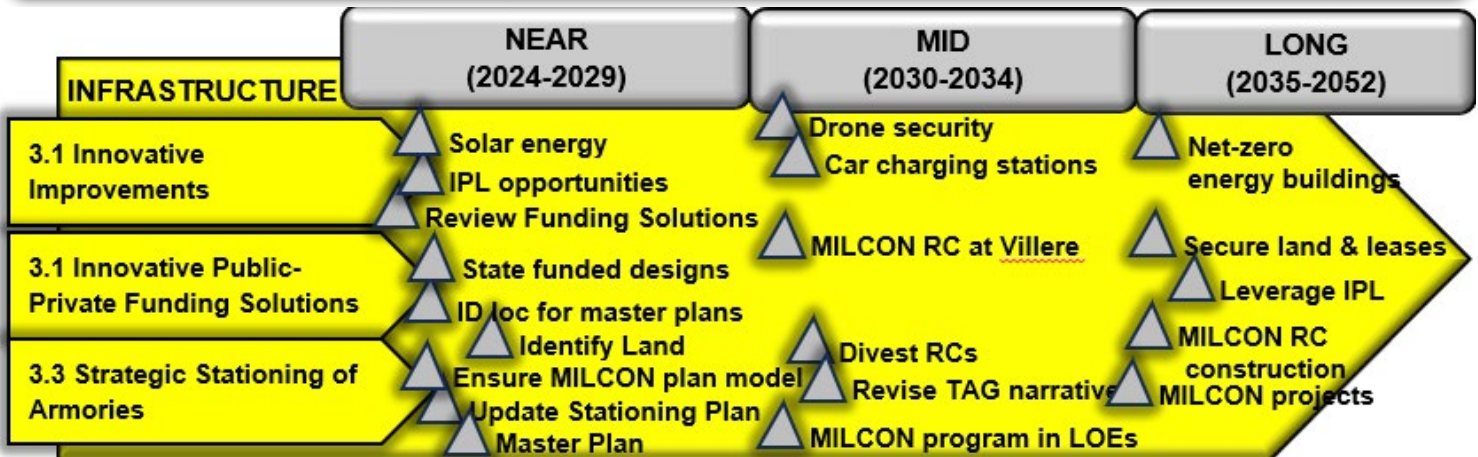 NEAR
(2024-2029)
MID
(2030-2034)
LONG
(2035-2052)
INFRASTRUCTURE
3.1 Innovative
Improvements
Solar energy
IPL opportunities
Review Funding Solutions
Drone security
Car charging stations
Net-zero
energy buildings
3.1 Innovative Public-
Private Funding Solutions
State funded designs
ID loc for master plans
Identify Land
MILCON RC at Villere
Secure land & leases
Leverage IPL
3.3 Strategic Stationing of
Armories
Ensure MILCON plan model
Update Stationing Plan
Master Plan
Divest RCs
Revise TAG narrative
MILCON program in LOEs
MILCON RC
construction
MILCON projects